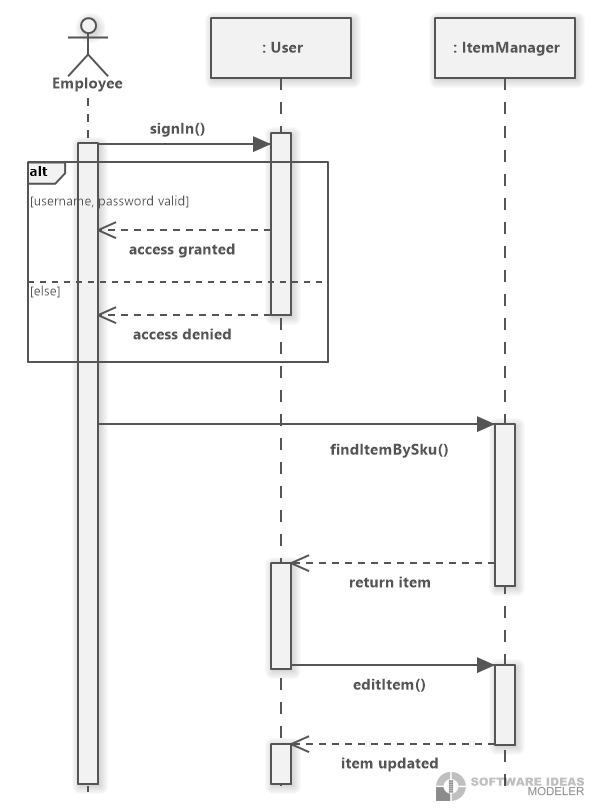 Employee
: User
: ItemManager
signIn()
alt
[username, password valid]
access granted
[else]
access denied
findItemBySku()
return item
editItem()
item updated
SOFTWARE IDEAS
MODELER